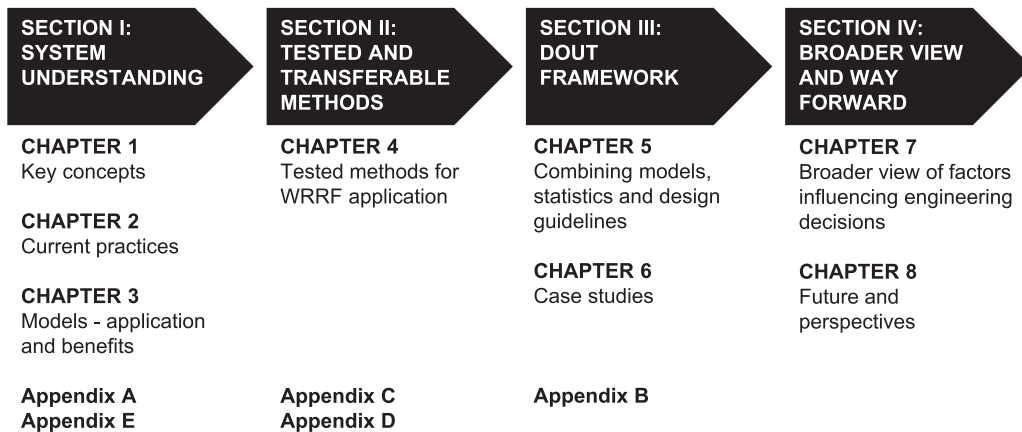 SECTION I:
SYSTEM
UNDERSTANDING
CHAPTER 1
Key concepts
CHAPTER 2
Current practices
CHAPTER 3
Models - application
and benefits
Appendix A
Appendix E
SECTION II:
TESTED AND
TRANSFERABLE
METHODS
CHAPTER 4
Tested methods for
WRRF application
Appendix C
Appendix D
SECTION III:
DOUT
FRAMEWORK
CHAPTER 5
Combining models,
statistics and design
guidelines
CHAPTER 6
Case studies
Appendix B
SECTION IV:
BROADER VIEW
AND WAY
FORWARD
CHAPTER 7
Broader view of factors
influencing engineering
decisions
CHAPTER 8
Future and
perspectives